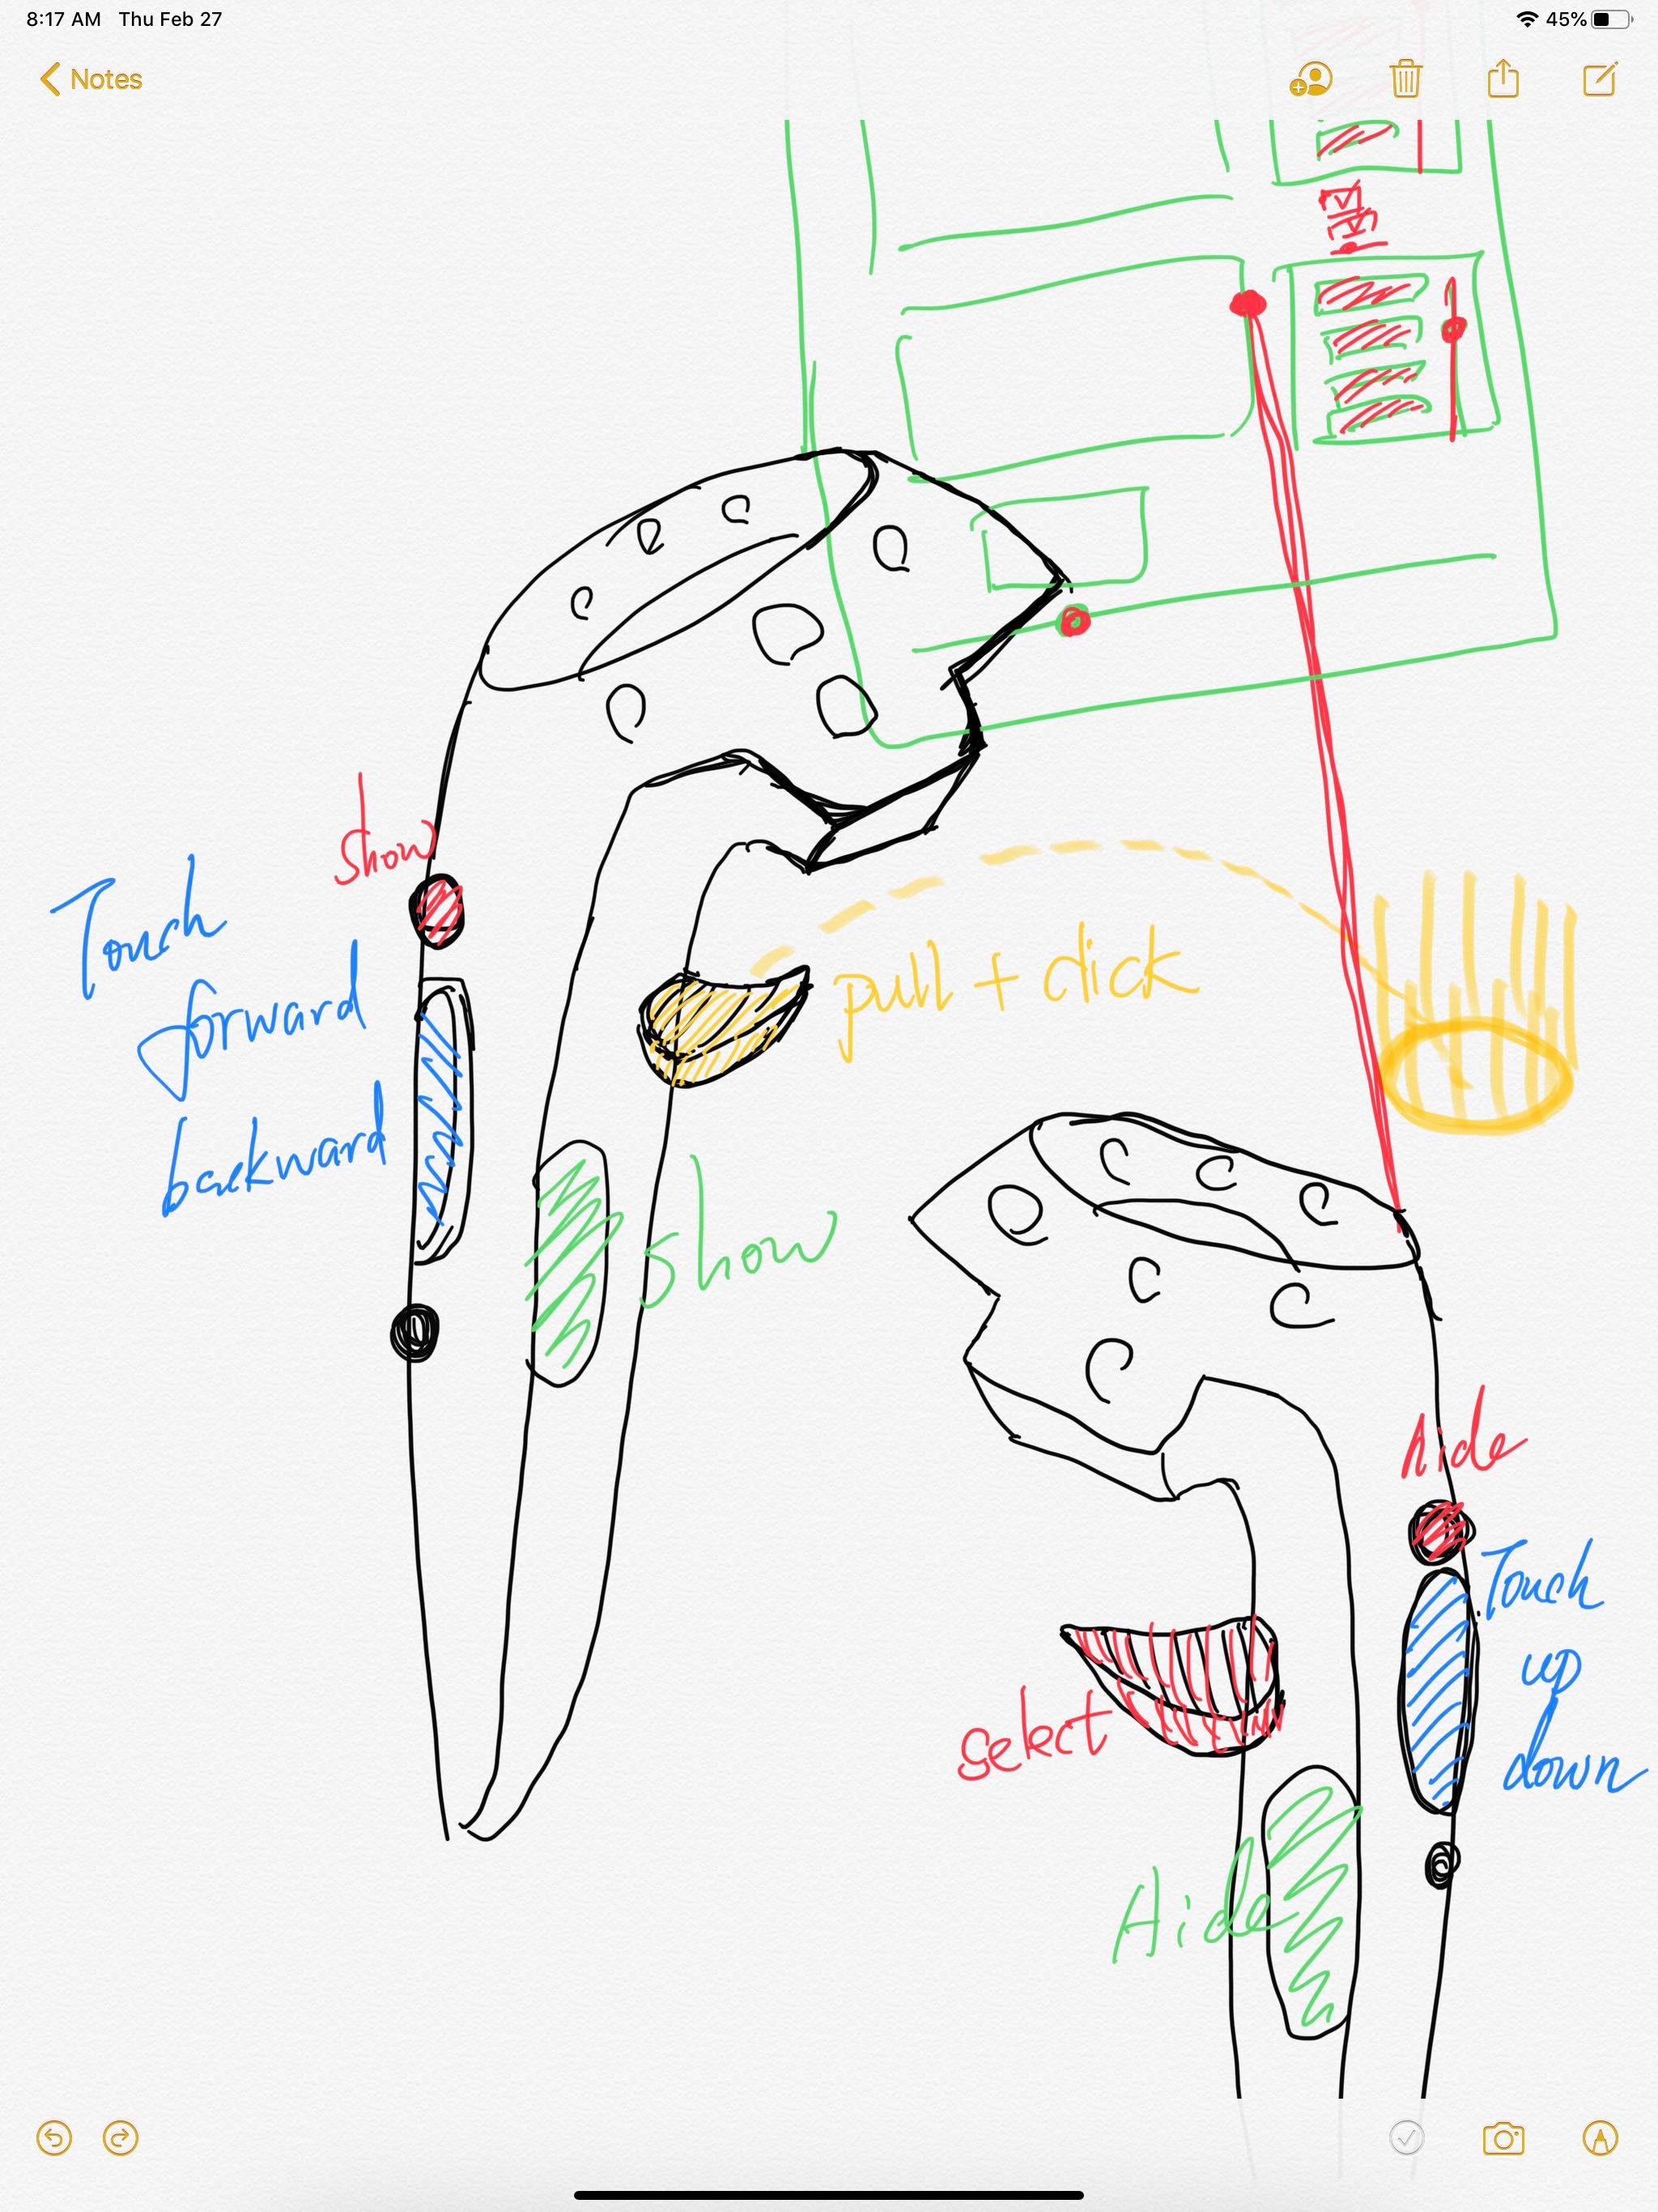 8:17 AM Thu Feb 27
45%
Notes
show
Touch
forward
backward
pull + click
show
hide
Touch
up
down
select
Hide